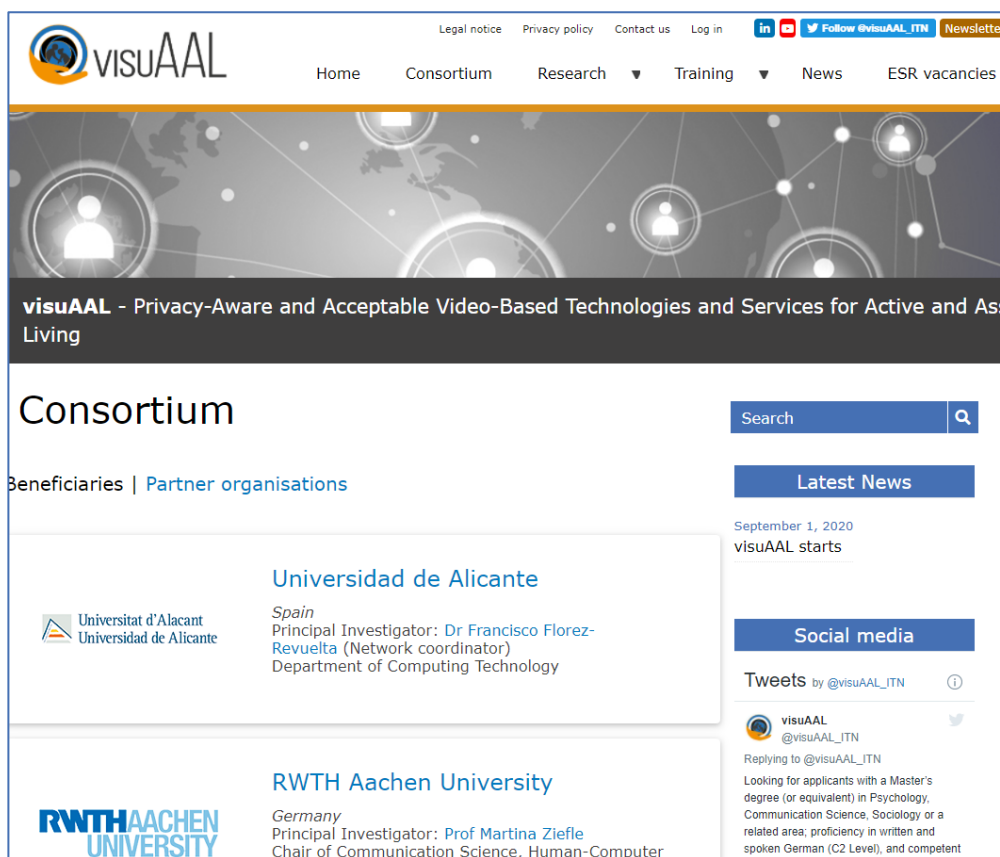 Legal notice Privacy policy Contact us Log in in Follow @visuAAL_ITN Newslette
visuAAL
Home Consortium Research ▼ Training ▼ News ESR vacancies
visuAAL - Privacy-Aware and Acceptable Video-Based Technologies and Services for Active and Ass
Living
Consortium
Beneficiaries | Partner organisations
Universitat d'Alacant
Universidad de Alicante
Universidad de Alicante
Spain
Principal Investigator: Dr Francisco Florez-
Revuelta (Network coordinator)
Department of Computing Technology
RWTH AACHEN
UNIVERSITY
RWTH Aachen University
Germany
Principal Investigator: Prof Martina Ziefle
Chair of Communication Science, Human-Computer
Search
Latest News
September 1, 2020
visuAAL starts
Social media
Tweets by @visuAAL_ITN
visuAAL
@visuAAL_ITN
Replying to @visuAAL_ITN
Looking for applicants with a Master's
degree (or equivalent) in Psychology,
Communication Science, Sociology or a
related area; proficiency in written and
spoken German (C2 Level), and competent